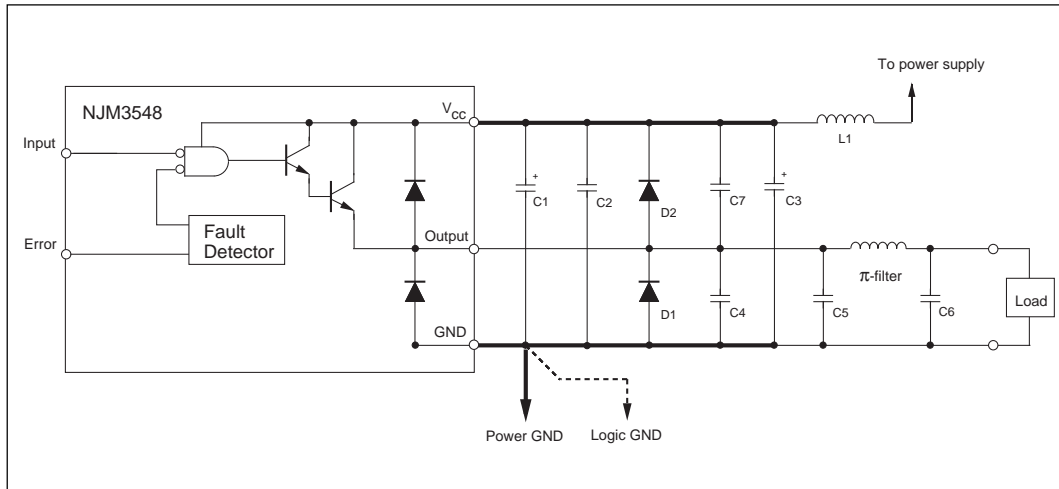 To power supply
NJM3548
VCC
L1
Input
+
+
C1
C2
D2
C7
C3
Error
Fault
Detector
Output
π-filter
D1
C4
C5
C6
Load
GND
Power GND
Logic GND